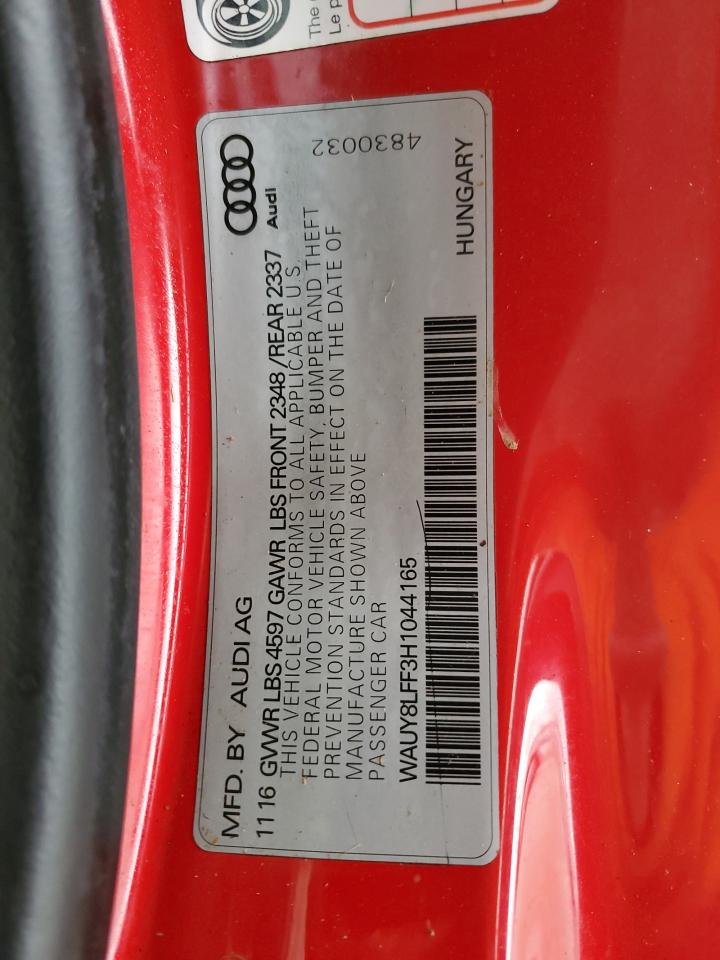 MFD. BY AUDI AG
Audi
11 16 GVWR LBS 4597 GAWR LBS FRONT 2348 /REAR 2337
THIS VEHICLE CONFORMS TO ALL APPLICABLE U.S.
FEDERAL MOTOR VEHICLE SAFETY, BUMPER AND THEFT
PREVENTION STANDARDS IN EFFECT ON THE DATE OF
MANUFACTURE SHOWN ABOVE
PASSENGER CAR
WAUY8LFF3H1044165
4830032
HUNGARY
The
Le